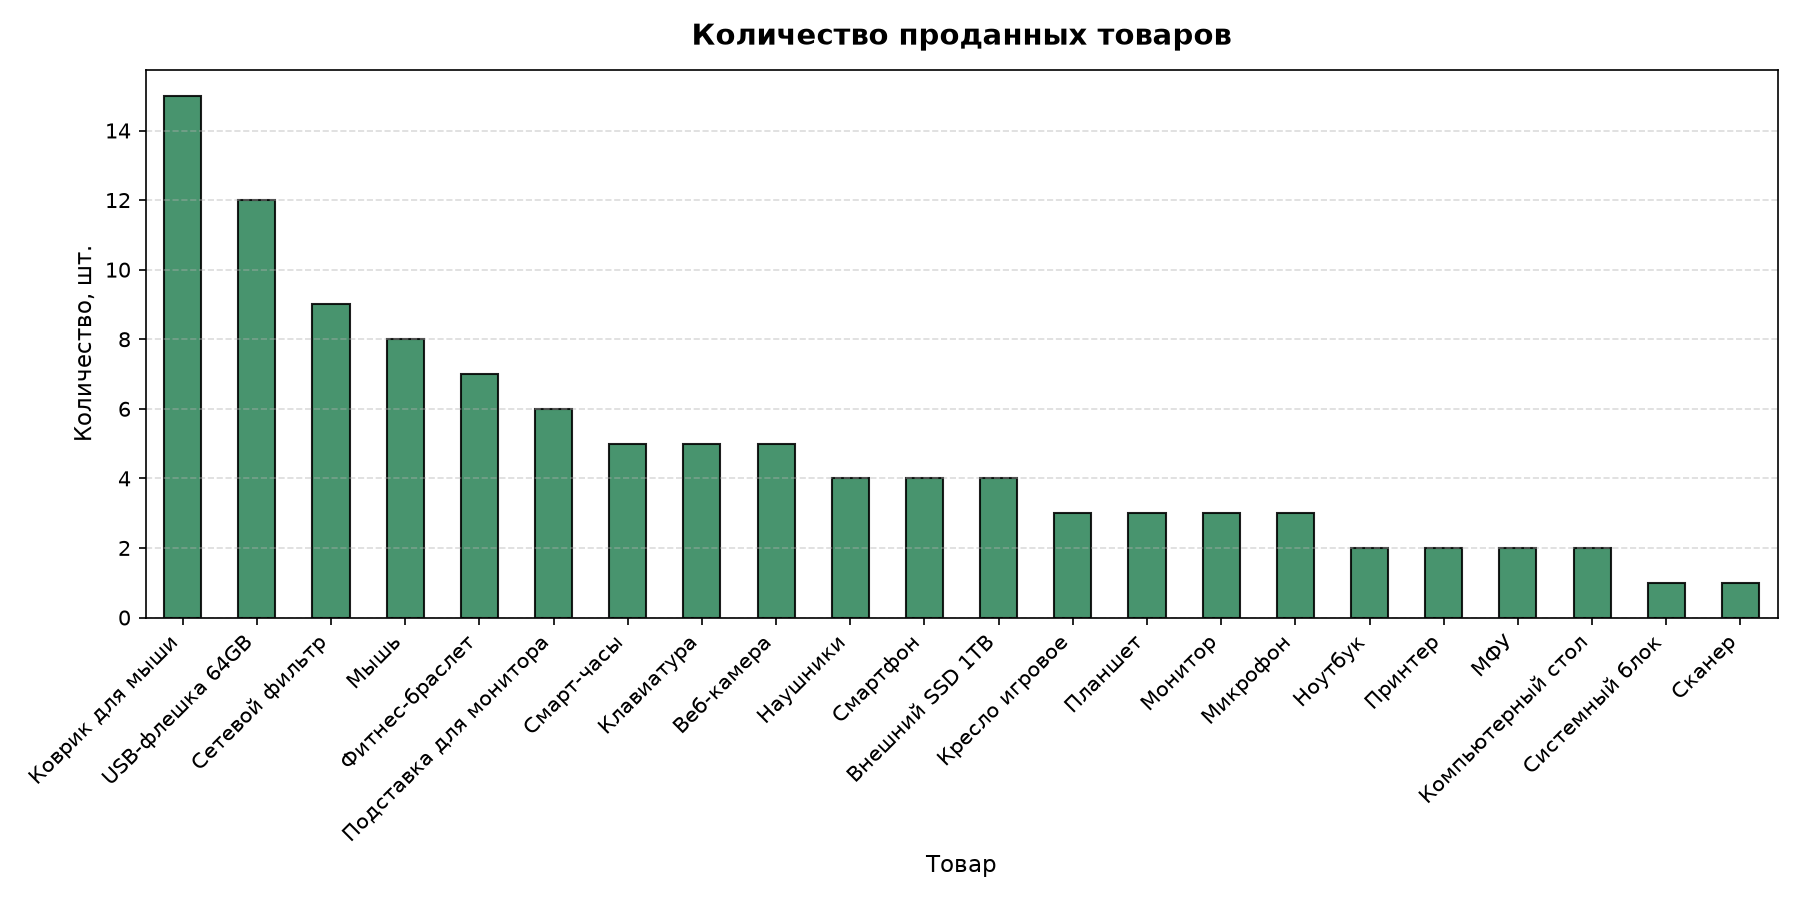 Количество проданных товаров
Количество, шт.
14
12
10
8
6
4
2
0
Коврик для мыши
USB-флешка 64GB
Сетевой фильтр
Мышь
Фитнес-браслет
Подставка для монитора
Смарт-часы
Клавиатура
Веб-камера
Наушники
Смартфон
Внешний SSD 1TB
Кресло игровое
Планшет
Монитор
Микрофон
Ноутбук
Принтер
МФУ
Компьютерный стол
Системный блок
Сканер
Товар